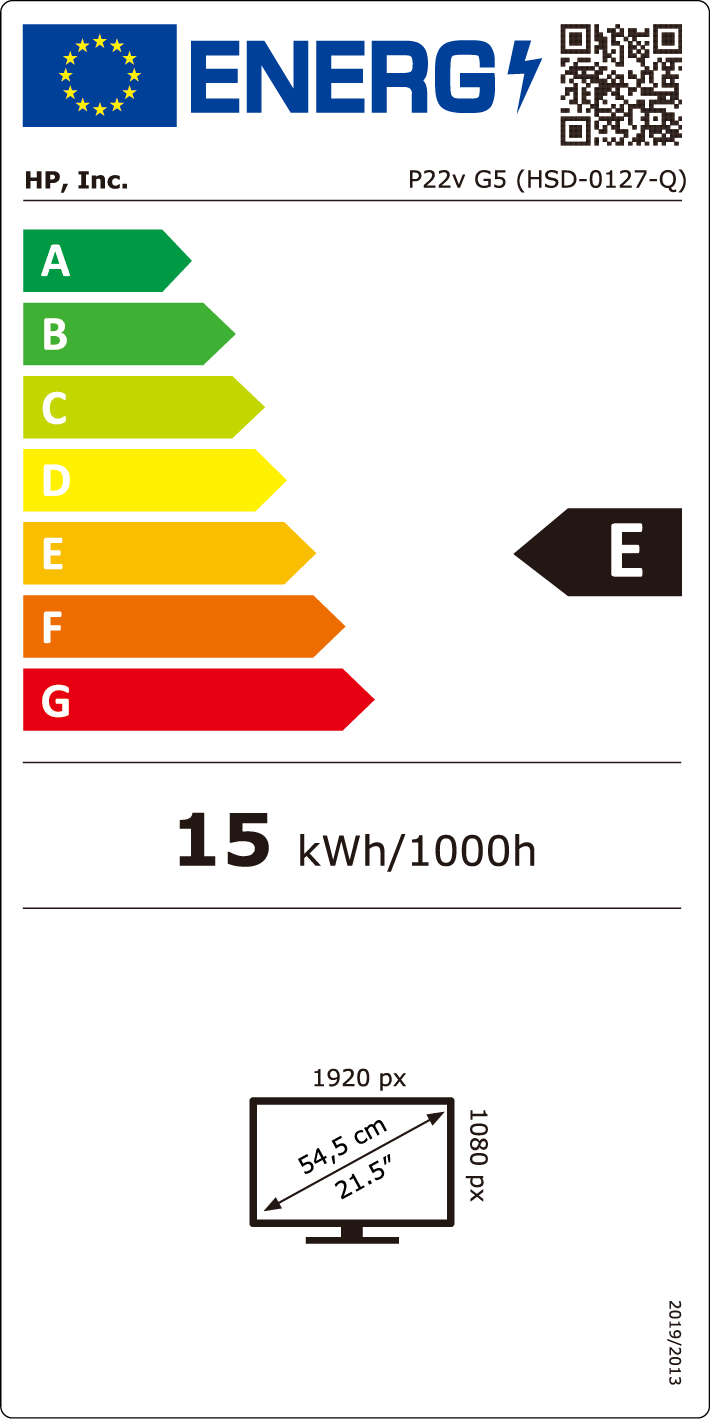 ENERG
HP, Inc.
P22v G5 (HSD-0127-Q)
A
B
C
D
E
E
F
G
15 kWh/1000h
1920 px
1080 px
54,5 cm
21.5″
2019/2013